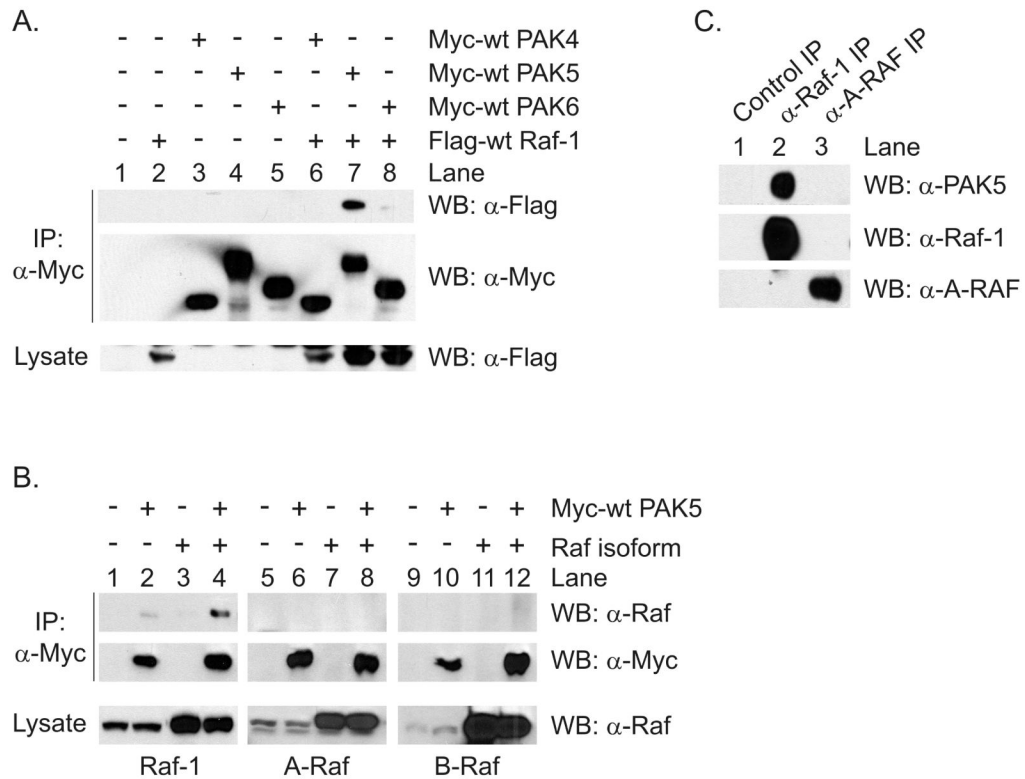 A.
- - + - - + - - Myc-wt PAK4
- - - + - - + - Myc-wt PAK5
- - - - + - - + Myc-wt PAK6
- + - - - + + + Flag-wt Raf-1
1 2 3 4 5 6 7 8 Lane
IP:
α-Myc
WB: α-Flag
WB: α-Myc
Lysate
WB: α-Flag
C.
Control IP
α-Raf-1 IP
α-A-RAF IP
1 2 3 Lane
WB: α-PAK5
WB: α-Raf-1
WB: α-A-RAF
B.
- + - + - + - + - + - + Myc-wt PAK5
- - + + - - + + - - + + Raf isoform
1 2 3 4 5 6 7 8 9 10 11 12 Lane
IP:
α-Myc
WB: α-Raf
WB: α-Myc
Lysate
WB: α-Raf
Raf-1 A-Raf B-Raf